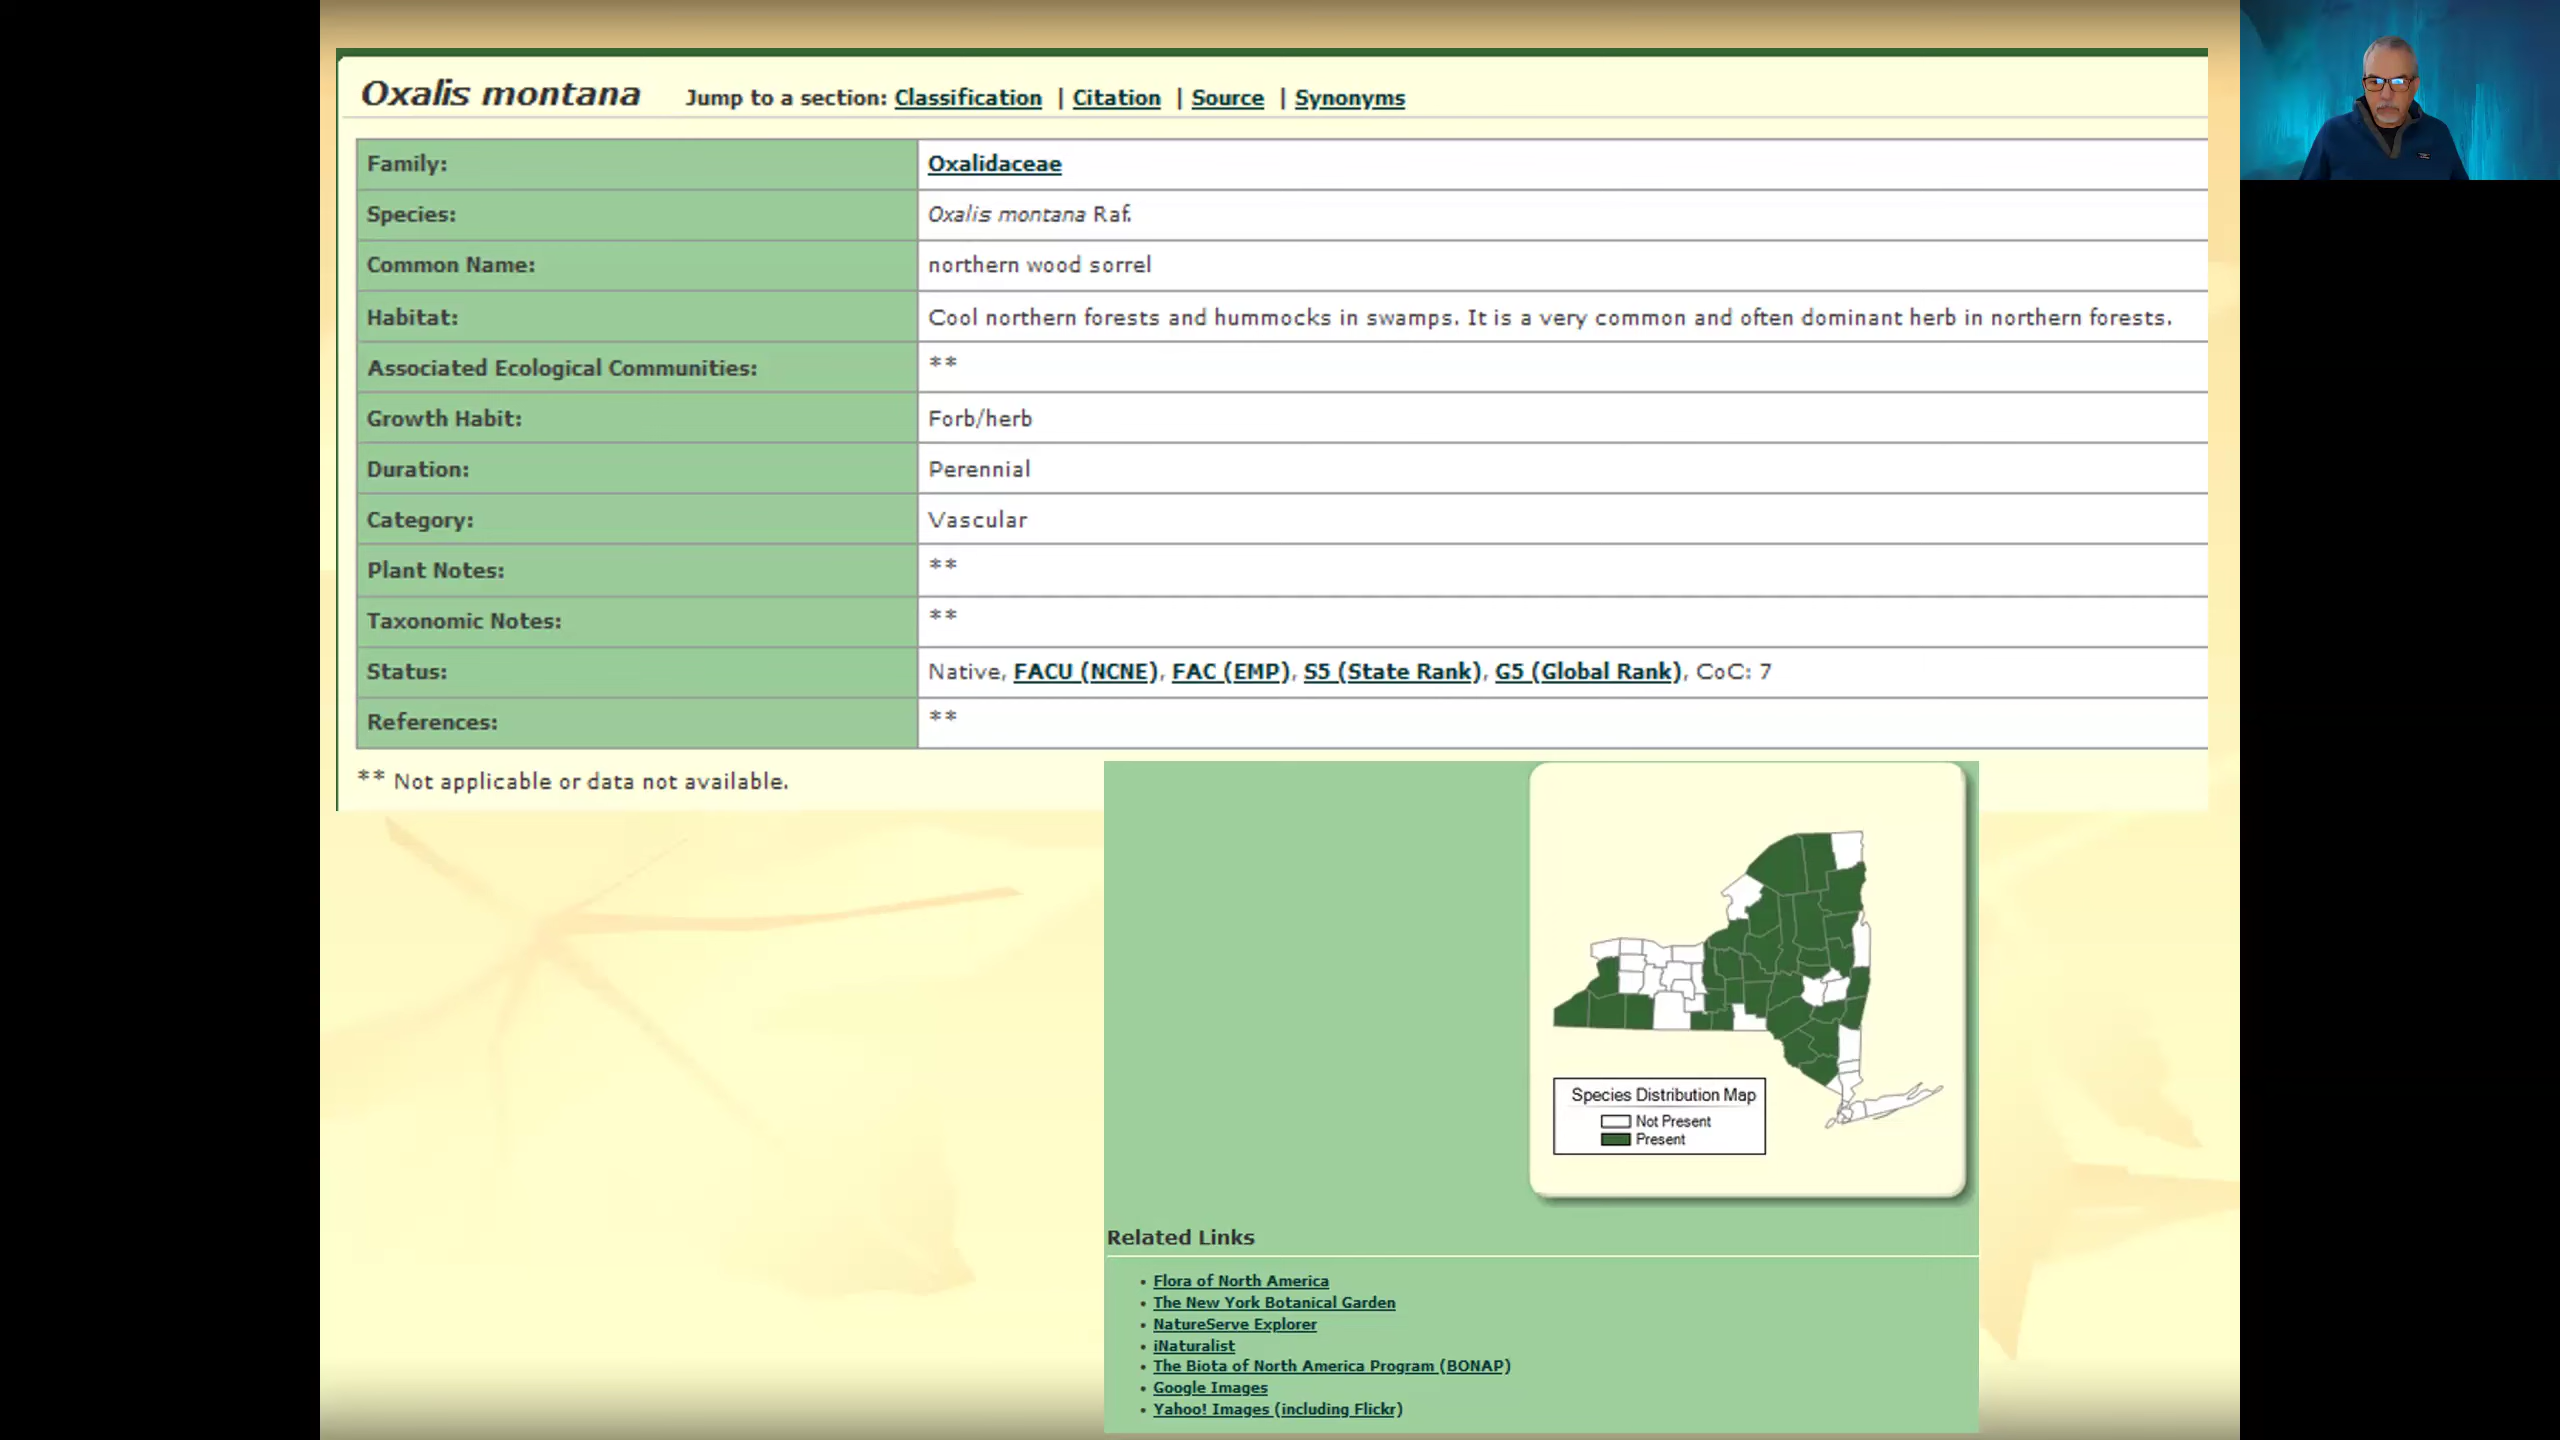 Oxalis montana Jump to a section: Classification | Citation | Source | Synonyms
Family: Oxalidaceae
Species: Oxalis montana Raf.
Common Name: northern wood sorrel
Habitat: Cool northern forests and hummocks in swamps. It is a very common and often dominant herb in northern forests.
Associated Ecological Communities: **
Growth Habit: Forb/herb
Duration: Perennial
Category: Vascular
Plant Notes: **
Taxonomic Notes: **
Status: Native, FACU (NCNE), FAC (EMP), S5 (State Rank), G5 (Global Rank), CoC: 7
References: **
** Not applicable or data not available.
Species Distribution Map
Not Present
Present
Related Links
• Flora of North America
• The New York Botanical Garden
• NatureServe Explorer
• iNaturalist
• The Biota of North America Program (BONAP)
• Google Images
• Yahoo! Images (including Flickr)